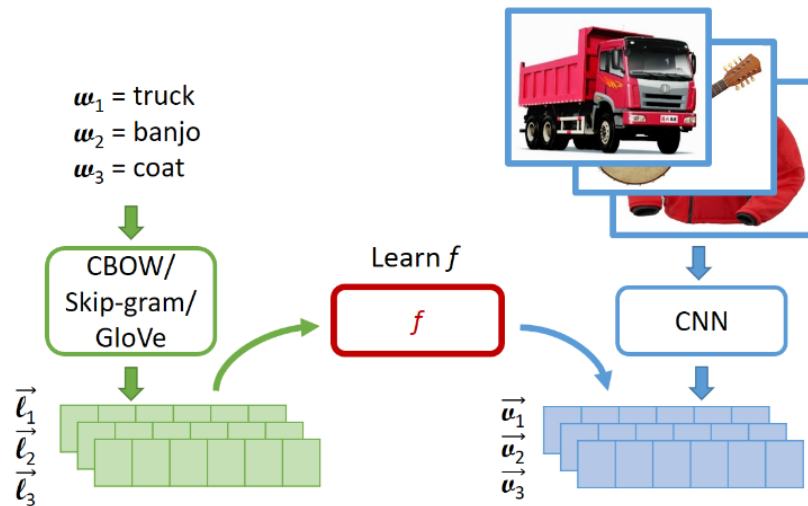 w₁ = truck
w₂ = banjo
w₃ = coat
CBOW/
Skip-gram/
GloVe
Learn f
f
CNN
ℓ₁⃗
ℓ₂⃗
ℓ₃⃗
v₁⃗
v₂⃗
v₃⃗